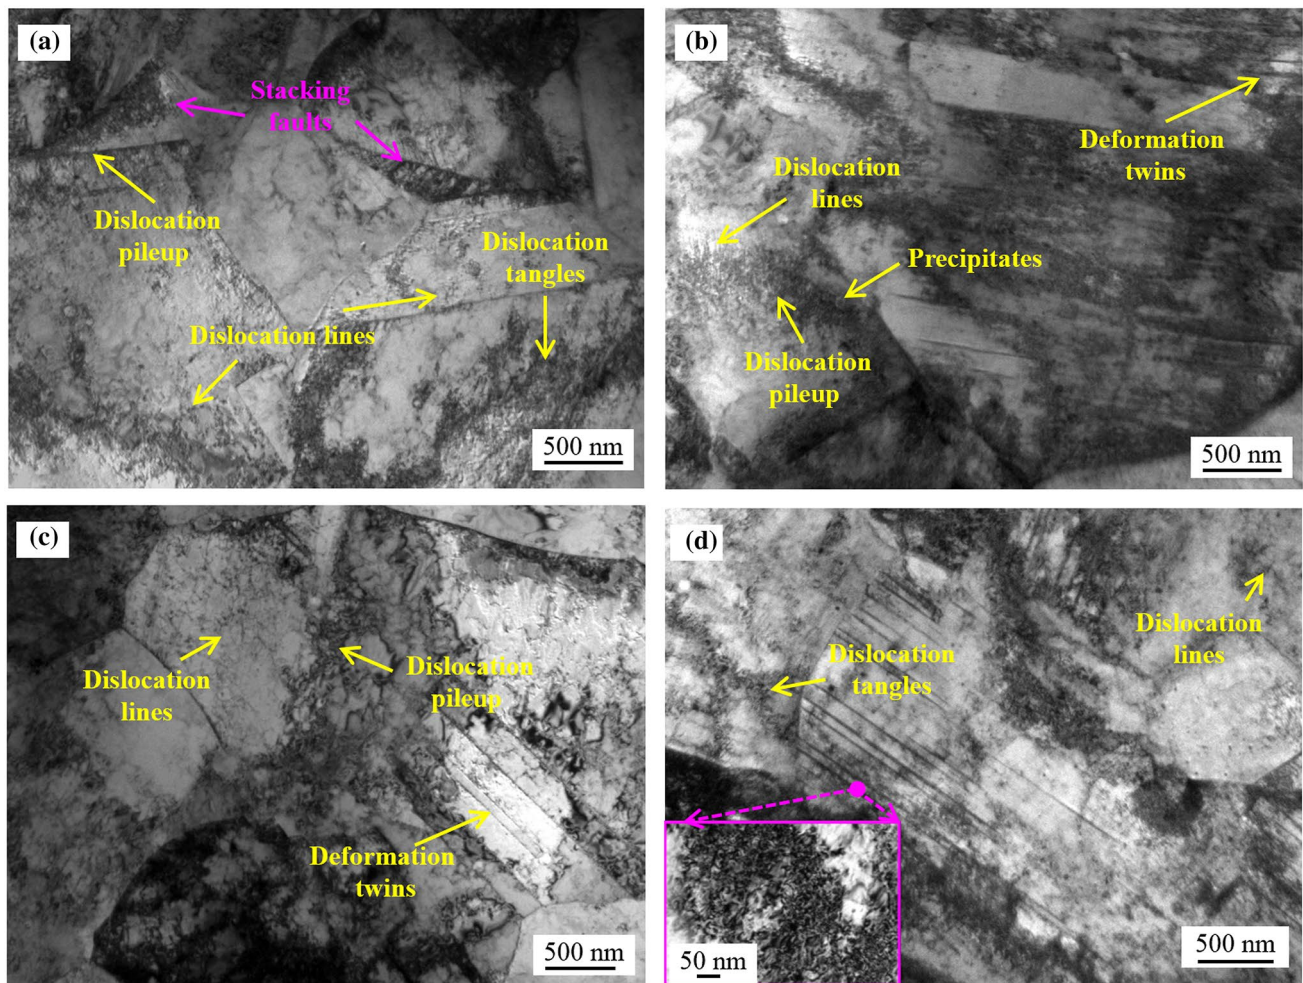 (a)
Stacking
faults
Dislocation
pileup
Dislocation
tangles
Dislocation lines
500 nm
(b)
Deformation
twins
Dislocation
lines
Precipitates
Dislocation
pileup
500 nm
(c)
Dislocation
lines
Dislocation
pileup
Deformation
twins
500 nm
(d)
Dislocation
lines
Dislocation
tangles
50 nm
500 nm